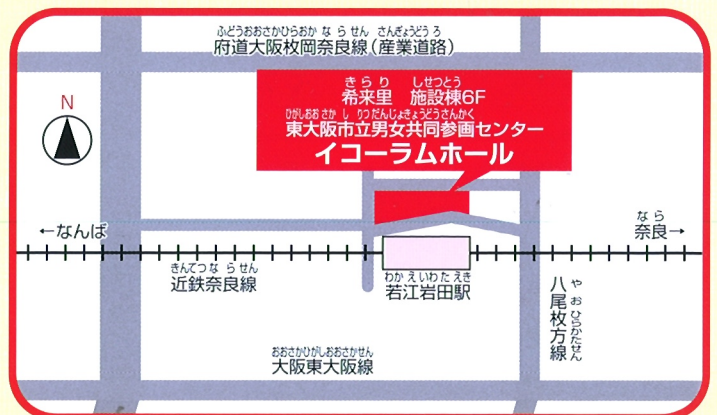 ふどうおおさかひらおかならせん さんぎょうどうろ
府道大阪枚岡奈良線(産業道路)
N
きらり しせつとう
希来里 施設棟6F
ひがしおおさかしりつだんじょきょうどうさんかく
東大阪市立男女共同参画センター
イコーラムホール
←なんば
なら
奈良→
きんてつならせん
近鉄奈良線
わかえいわたえき
若江岩田駅
やおひらかたせん
八尾枚方線
おおさかひがしおおさかせん
大阪東大阪線